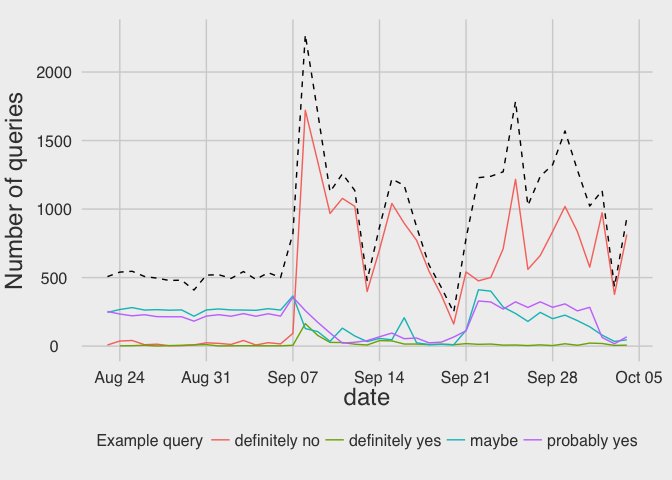 Number of queries
2000
1500
1000
500
0
Aug 24 Aug 31 Sep 07 Sep 14 Sep 21 Sep 28 Oct 05
date
Example query definitely no definitely yes maybe probably yes